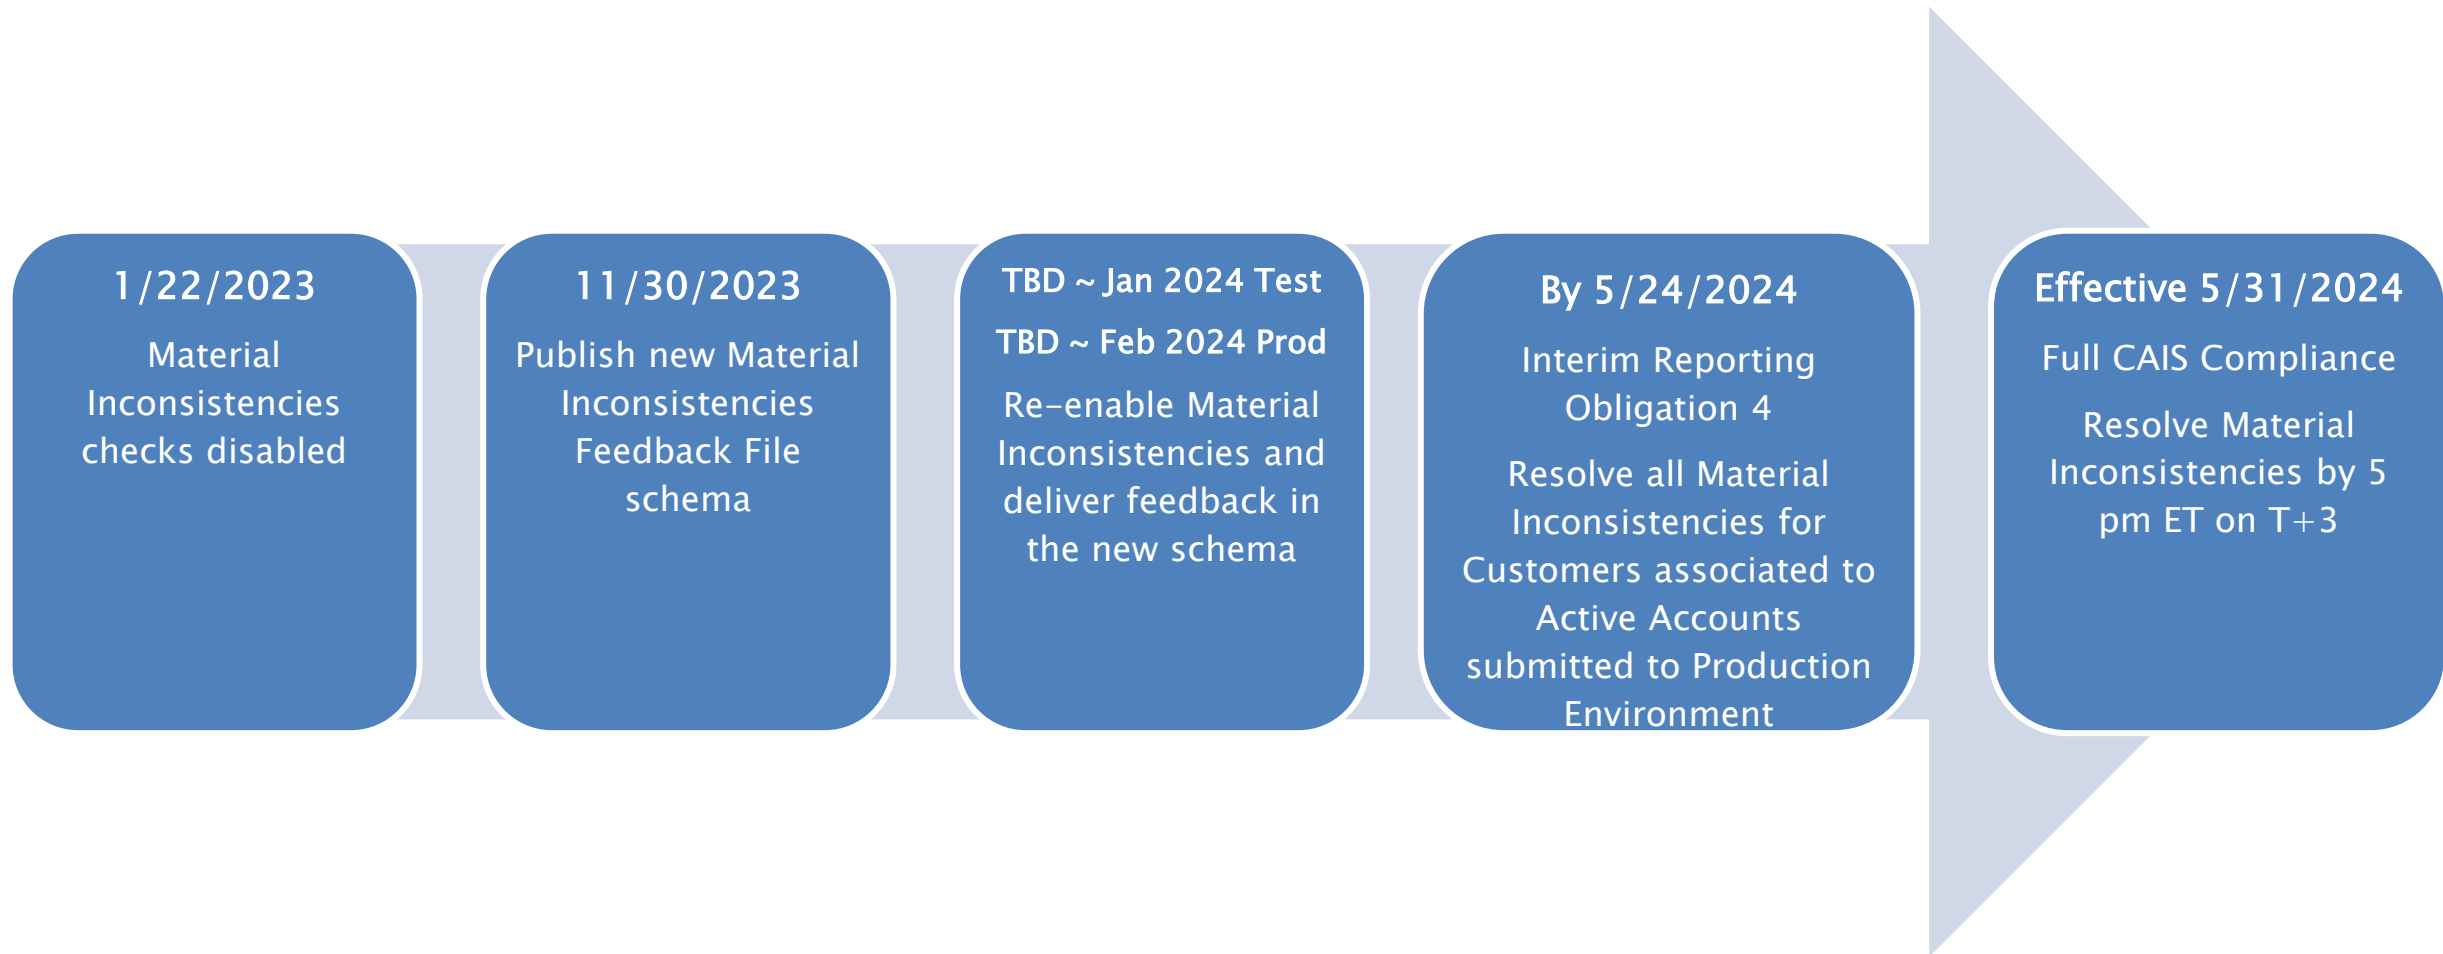 1/22/2023
Material
Inconsistencies
checks disabled
11/30/2023
Publish new Material
Inconsistencies
Feedback File
schema
TBD ~ Jan 2024 Test
TBD ~ Feb 2024 Prod
Re-enable Material
Inconsistencies and
deliver feedback in
the new schema
By 5/24/2024
Interim Reporting
Obligation 4
Resolve all Material
Inconsistencies for
Customers associated to
Active Accounts
submitted to Production
Environment
Effective 5/31/2024
Full CAIS Compliance
Resolve Material
Inconsistencies by 5
pm ET on T+3